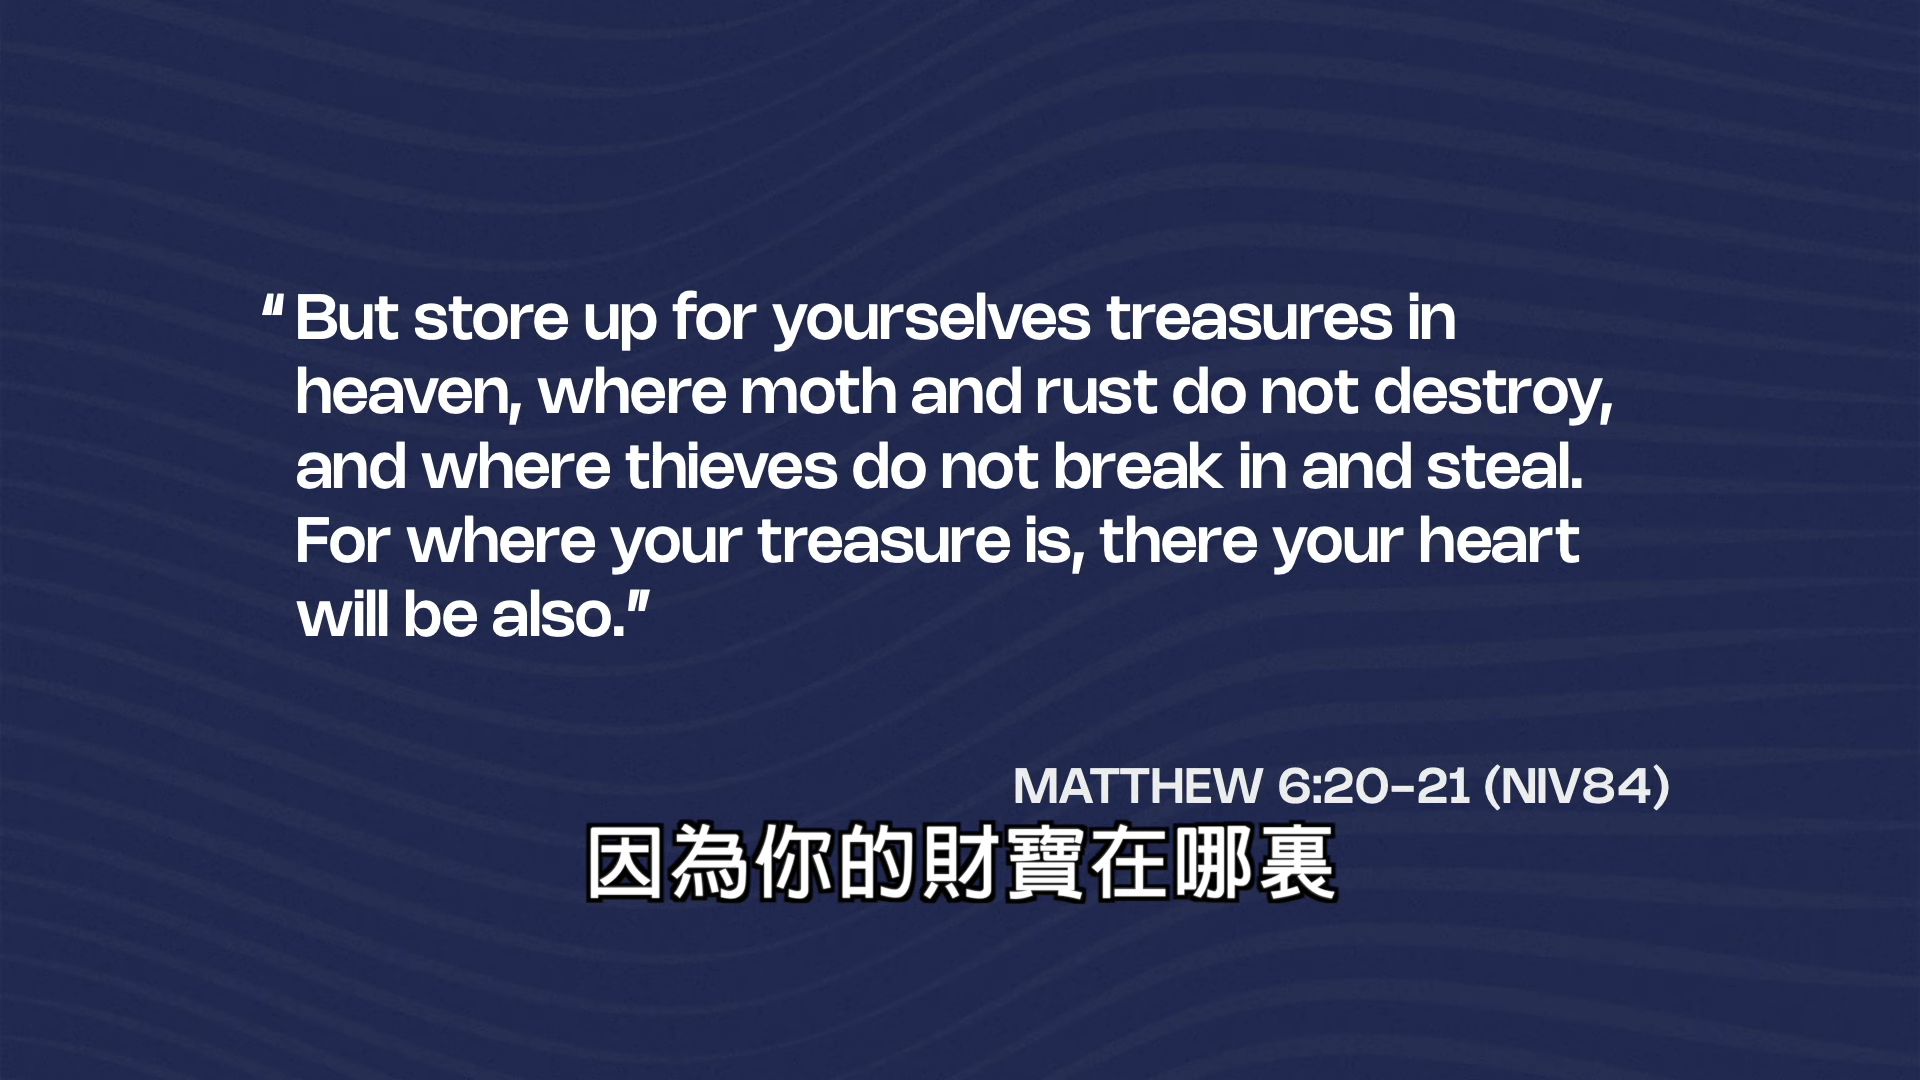 "But store up for yourselves treasures in
heaven, where moth and rust do not destroy,
and where thieves do not break in and steal.
For where your treasure is, there your heart
will be also."
MATTHEW 6:20–21 (NIV84)
因為你的財寶在哪裏